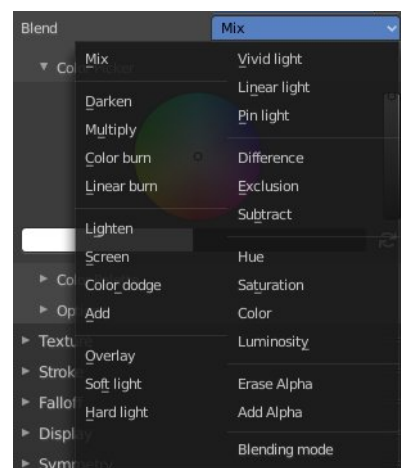 Blend
Mix
Mix
Darken
Multiply
Color burn
Linear burn
Lighten
Screen
Color dodge
Add
Overlay
Soft light
Hard light
Vivid light
Linear light
Pin light
Difference
Exclusion
Subtract
Hue
Saturation
Color
Luminosity
Erase Alpha
Add Alpha
Blending mode